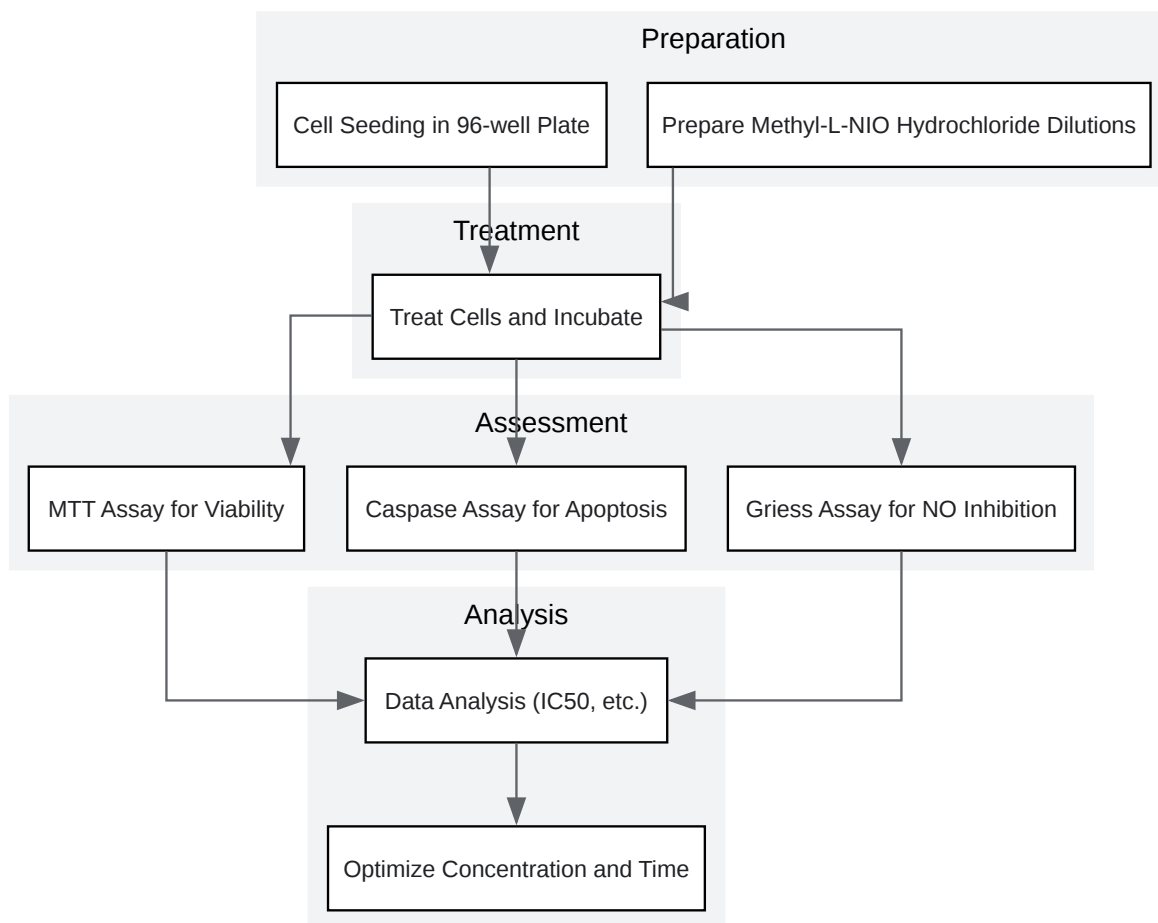 Preparation
Cell Seeding in 96-well Plate
Prepare Methyl-L-NIO Hydrochloride Dilutions
Treatment
Treat Cells and Incubate
Assessment
MTT Assay for Viability
Caspase Assay for Apoptosis
Griess Assay for NO Inhibition
Analysis
Data Analysis (IC50, etc.)
Optimize Concentration and Time